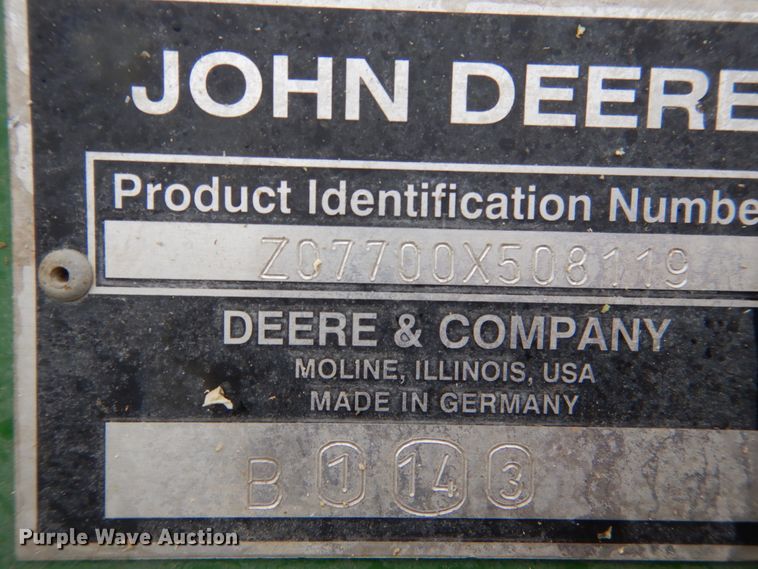 JOHN DEERE
Product Identification Numbe
Z07700X508119
DEERE & COMPANY
MOLINE, ILLINOIS, USA
MADE IN GERMANY
B 1 14 3
Purple Wave Auction